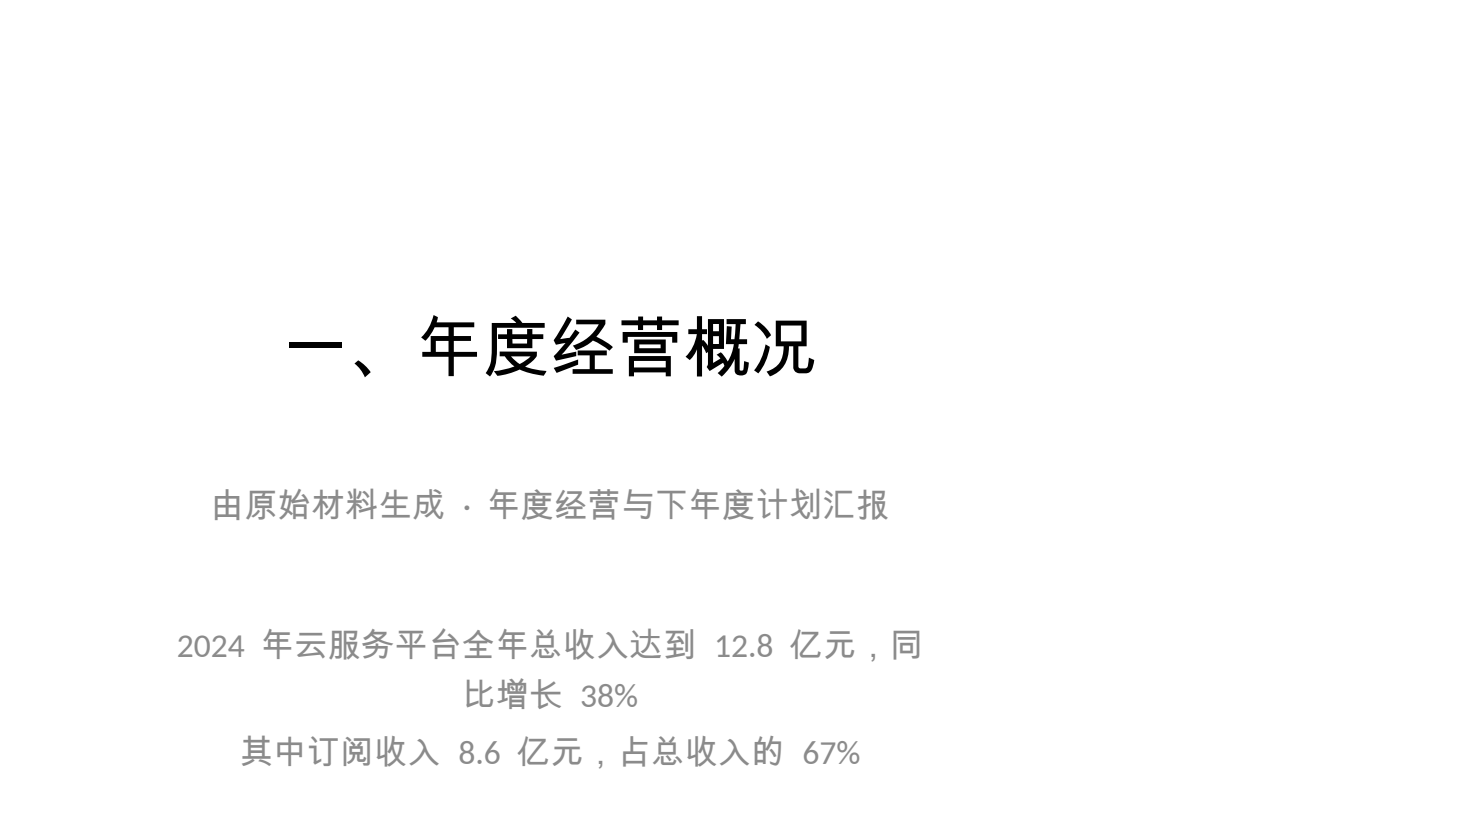 一、年度经营概况
由原始材料生成 · 年度经营与下年度计划汇报
2024 年云服务平台全年总收入达到 12.8 亿元，同
比增长 38%
其中订阅收入 8.6 亿元，占总收入的 67%